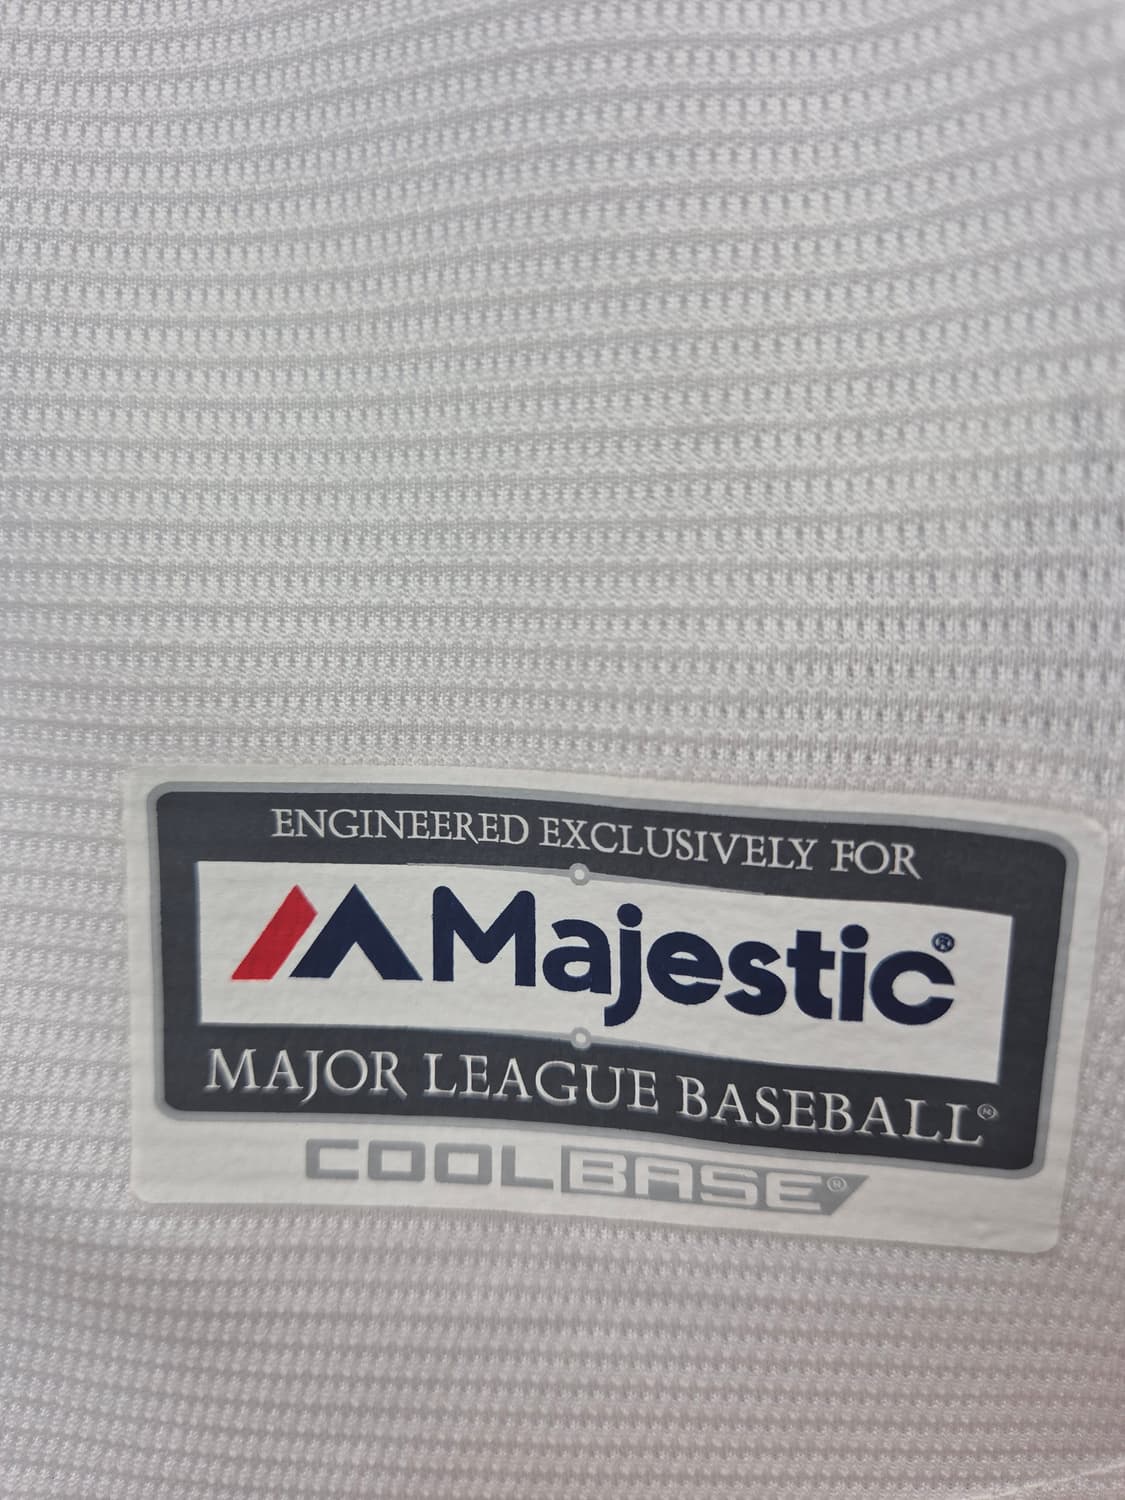 ENGINEERED EXCLUSIVELY FOR
Majestic®
MAJOR LEAGUE BASEBALL®
COOLBASE®